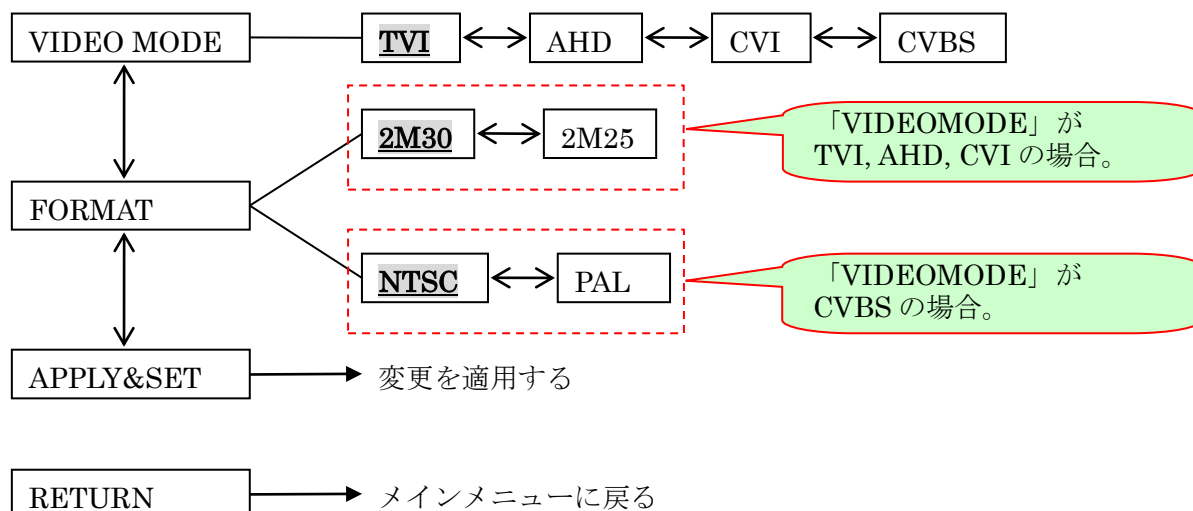 VIDEO MODE
TVI
AHD
CVI
CVBS
2M30
2M25
「VIDEOMODE」が
TVI, AHD, CVI の場合。
FORMAT
NTSC
PAL
「VIDEOMODE」が
CVBS の場合。
APPLY&SET
変更を適用する
RETURN
メインメニューに戻る